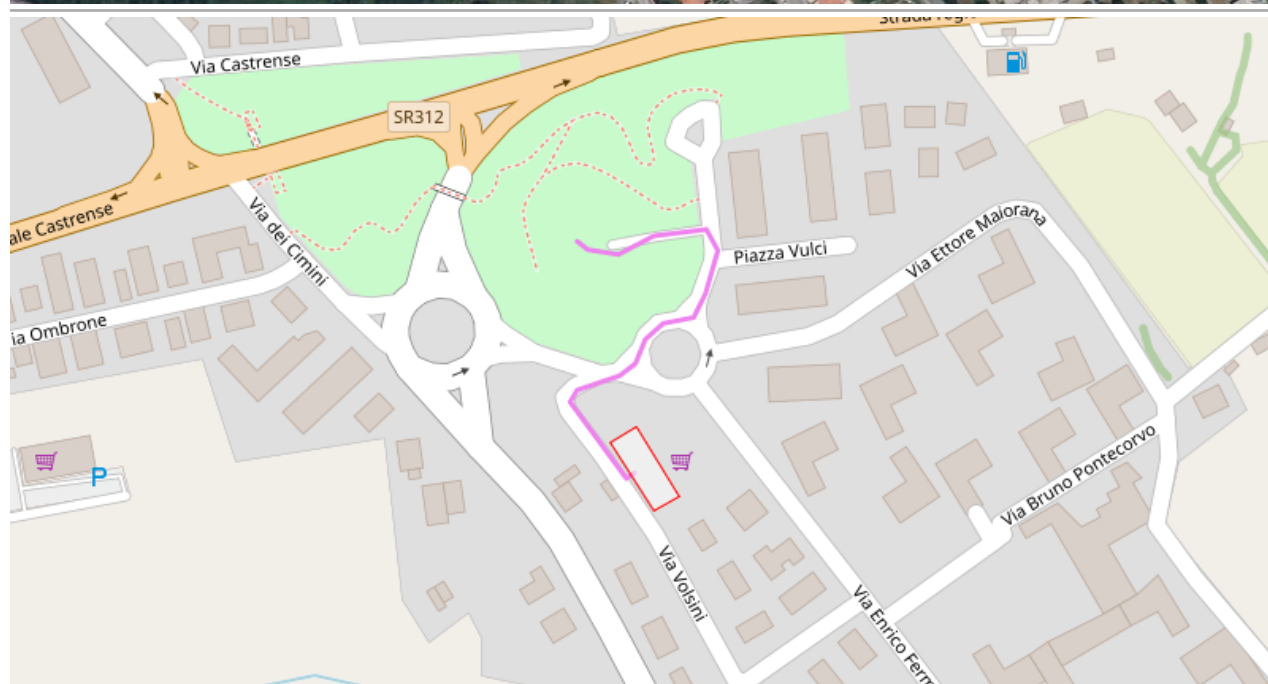 Via Castrense
SR312
ale Castrense
Via dei Cimini
Piazza Vulci
Via Ettore Maiorana
ia Ombrone
P
Via Bruno Pontecorvo
Via Volsini
Via Enrico Ferm